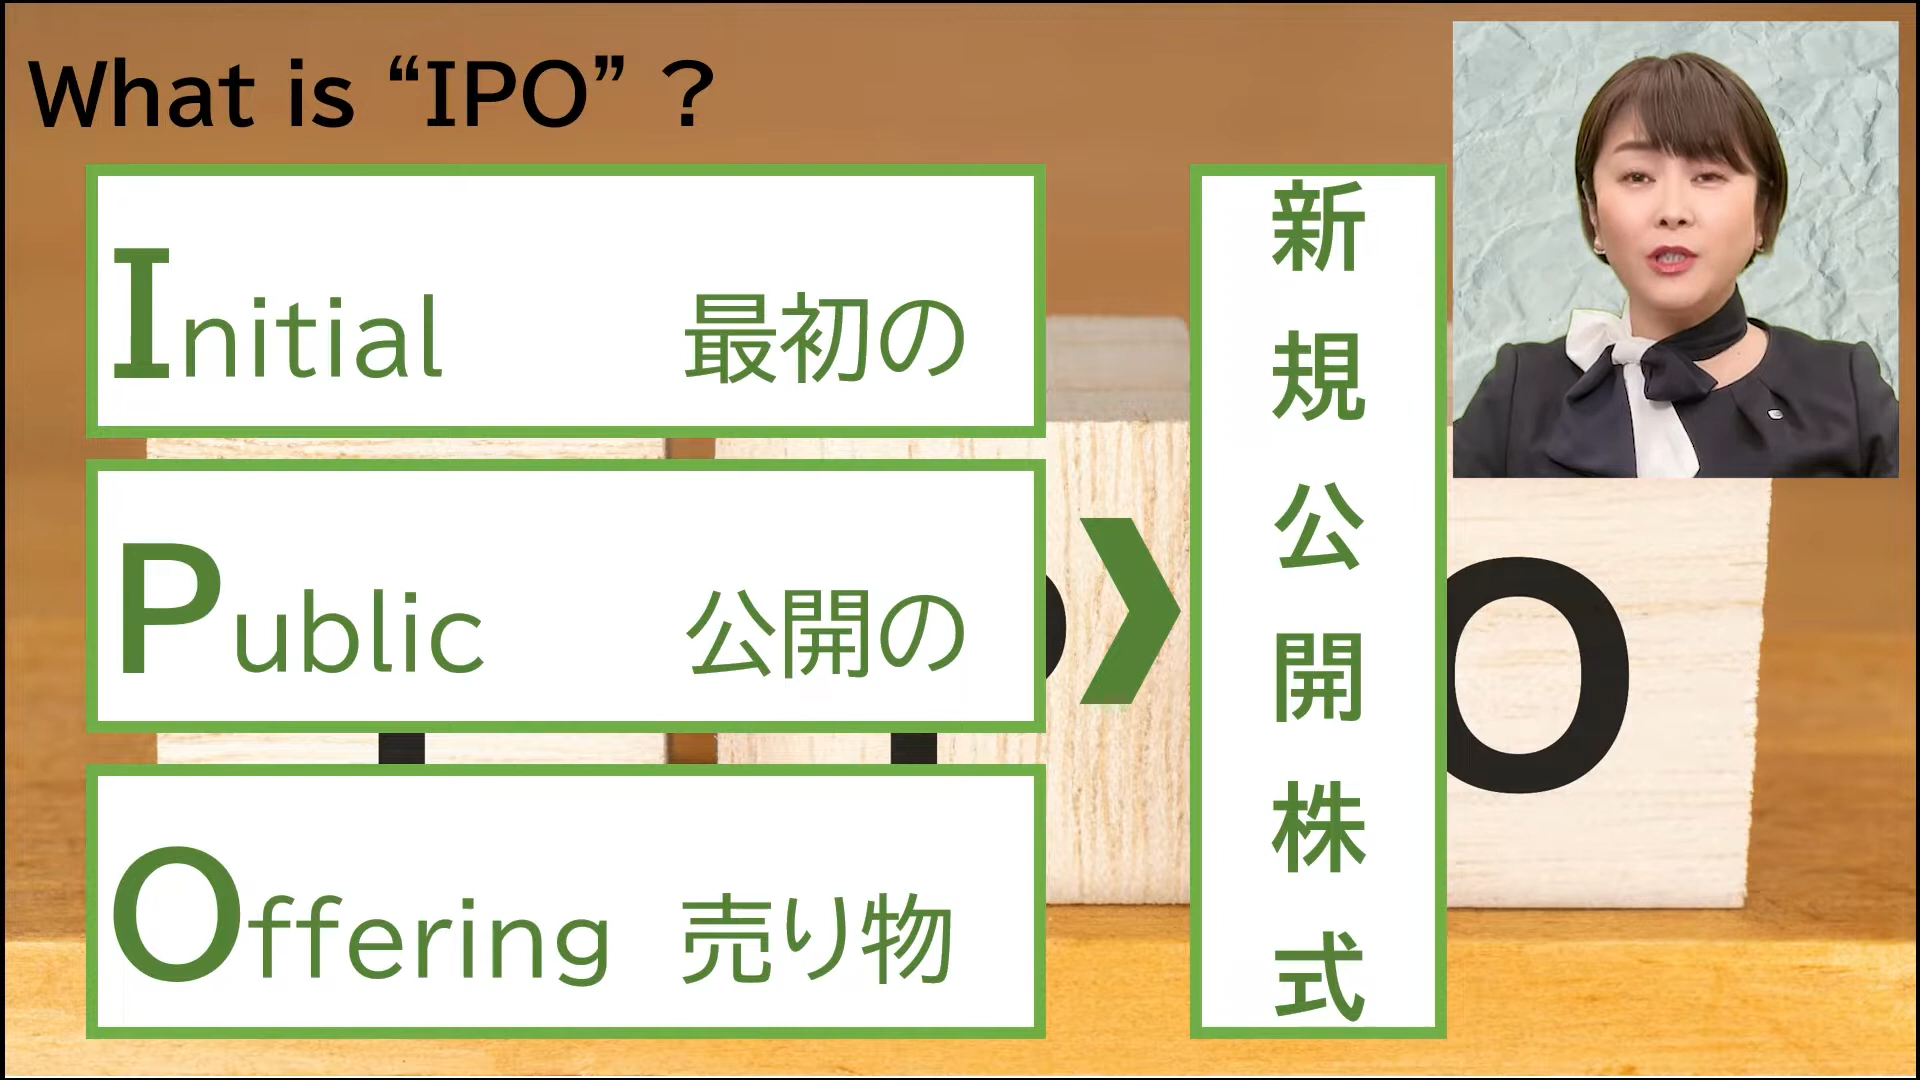 What is “IPO” ?
Initial 最初の
Public 公開の
Offering 売り物
新規公開株式
O